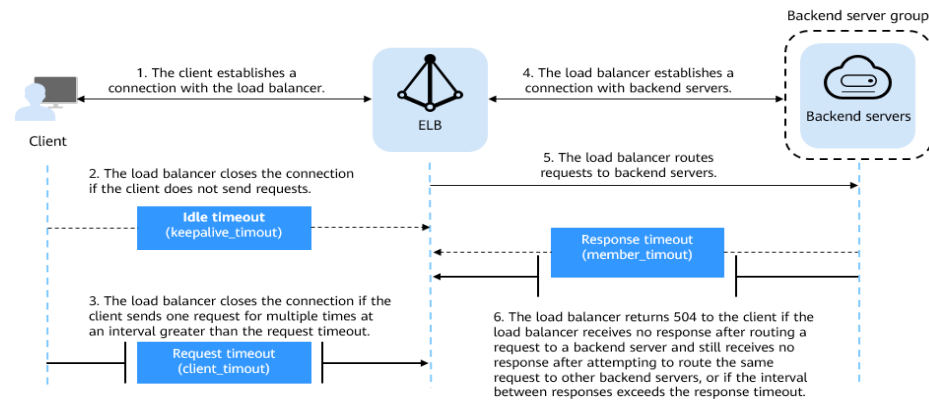 Backend server group
1. The client establishes a
connection with the load balancer.
4. The load balancer establishes a
connection with backend servers.
ELB
Backend servers
Client
5. The load balancer routes
requests to backend servers.
2. The load balancer closes the connection
if the client does not send requests.
Idle timeout
(keepalive_timout)
Response timeout
(member_timout)
3. The load balancer closes the connection if the
client sends one request for multiple times at
an interval greater than the request timeout.
Request timeout
(client_timout)
6. The load balancer returns 504 to the client if the
load balancer receives no response after routing a
request to a backend server and still receives no
response after attempting to route the same
request to other backend servers, or if the interval
between responses exceeds the response timeout.